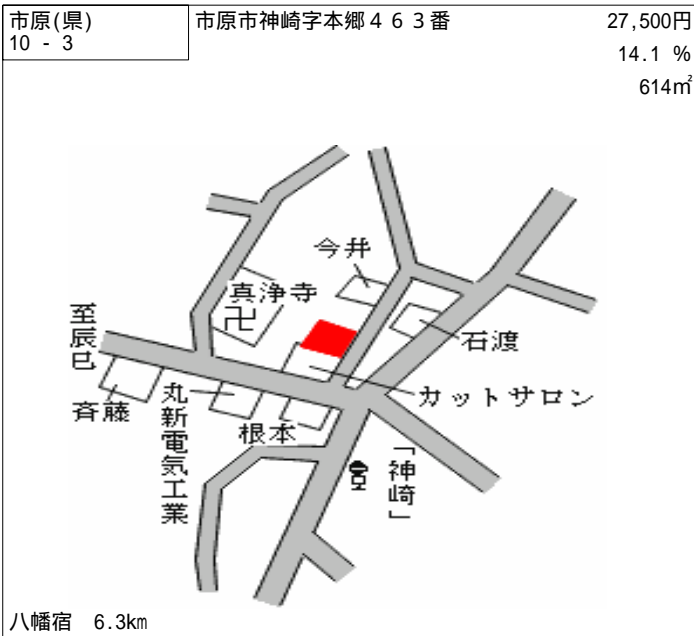 市原(県)
10 - 3
市原市神崎字本郷４６３番
27,500円
14.1 %
614㎡
今井
真浄寺
至辰巳
石渡
カットサロン
斉藤
丸新電気工業
根本
「神崎」
八幡宿 6.3km